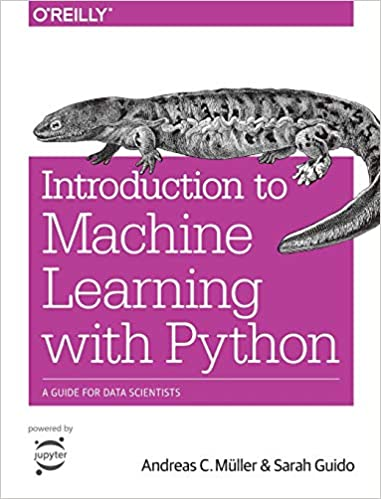 O'REILLY®
Introduction to
Machine
Learning
with Python
A GUIDE FOR DATA SCIENTISTS
powered by
jupyter
Andreas C. Müller & Sarah Guido